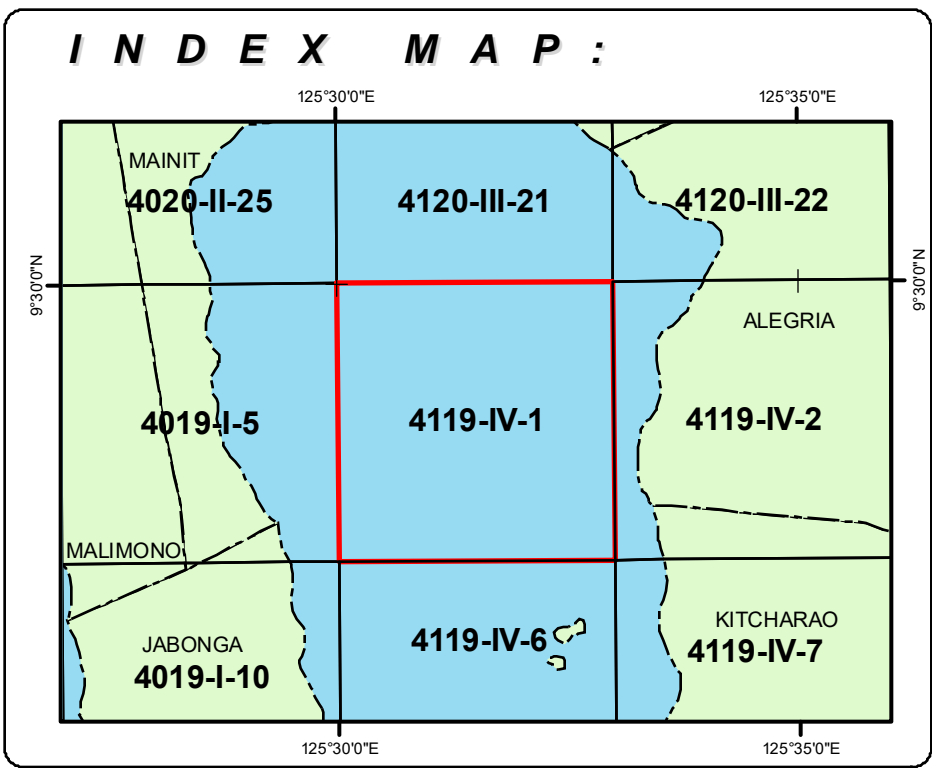 INDEX MAP:
125°30'0"E
125°35'0"E
MAINIT
4020-II-25
4120-III-21
4120-III-22
9°30'0"N
9°30'0"N
ALEGRIA
4019-I-5
4119-IV-1
4119-IV-2
MALIMONO
JABONGA
4019-I-10
4119-IV-6
KITCHARAO
4119-IV-7
125°30'0"E
125°35'0"E